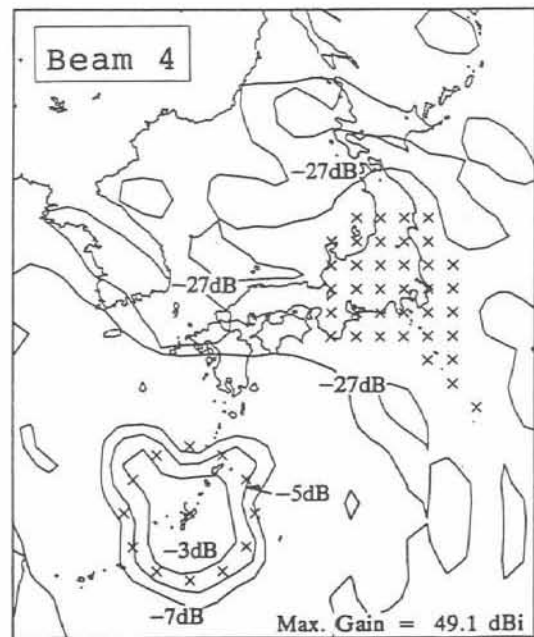 Beam 4
−27dB
−27dB
−27dB
−5dB
−3dB
−7dB
Max. Gain = 49.1 dBi